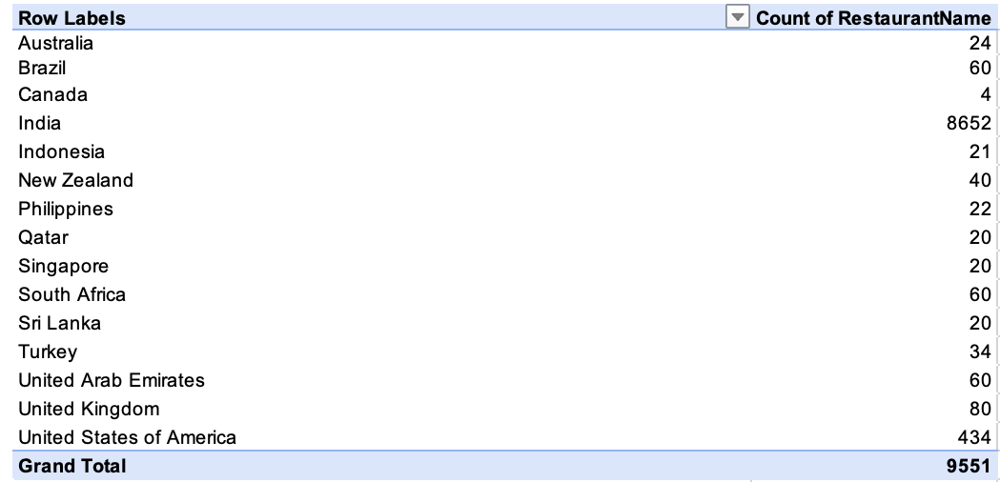 Row Labels Count of RestaurantName
Australia 24
Brazil 60
Canada 4
India 8652
Indonesia 21
New Zealand 40
Philippines 22
Qatar 20
Singapore 20
South Africa 60
Sri Lanka 20
Turkey 34
United Arab Emirates 60
United Kingdom 80
United States of America 434
Grand Total 9551